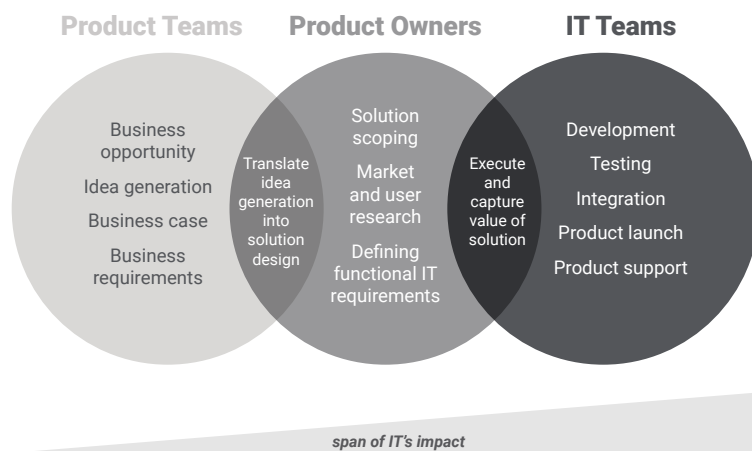 Product Teams
Product Owners
IT Teams
Business
opportunity
Idea generation
Business case
Business
requirements
Translate
idea
generation
into
solution
design
Solution
scoping
Market
and user
research
Defining
functional IT
requirements
Execute
and
capture
value of
solution
Development
Testing
Integration
Product launch
Product support
span of IT's impact